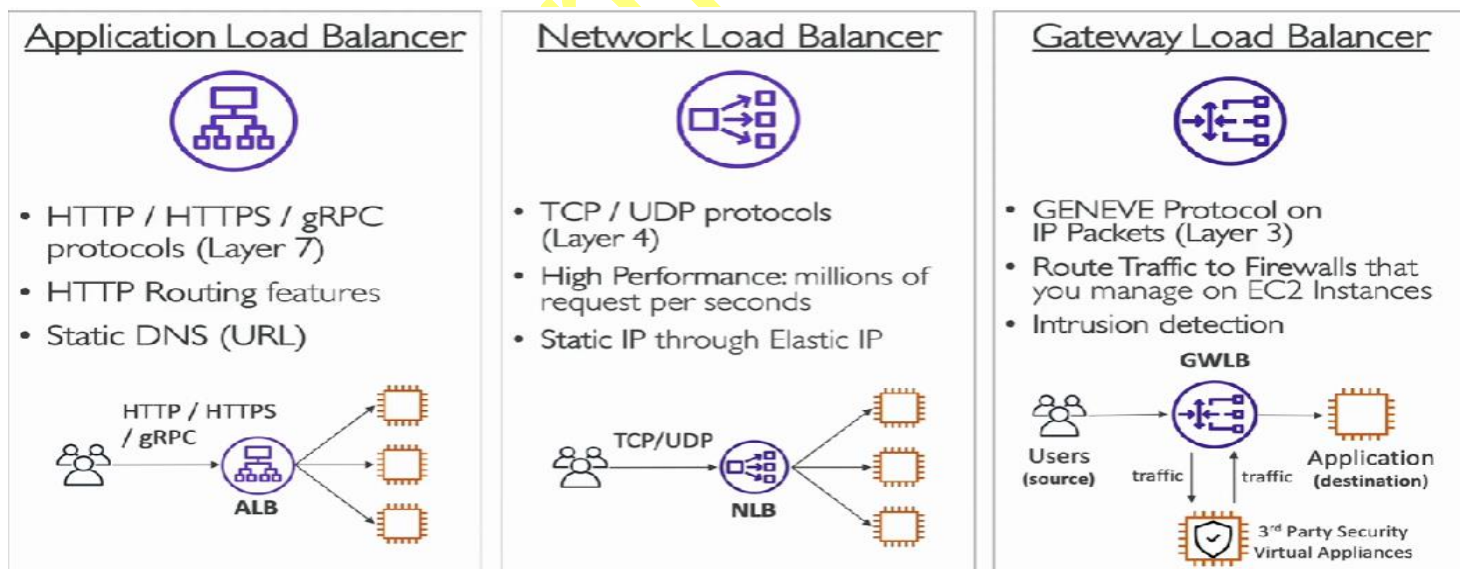 Application Load Balancer
• HTTP / HTTPS / gRPC
protocols (Layer 7)
• HTTP Routing features
• Static DNS (URL)
HTTP / HTTPS
/ gRPC
ALB
Network Load Balancer
• TCP / UDP protocols
(Layer 4)
• High Performance: millions of
request per seconds
• Static IP through Elastic IP
TCP/UDP
NLB
Gateway Load Balancer
• GENEVE Protocol on
IP Packets (Layer 3)
• Route Traffic to Firewalls that
you manage on EC2 Instances
• Intrusion detection
GWLB
Users
(source)
traffic
traffic
Application
(destination)
3rd Party Security
Virtual Appliances